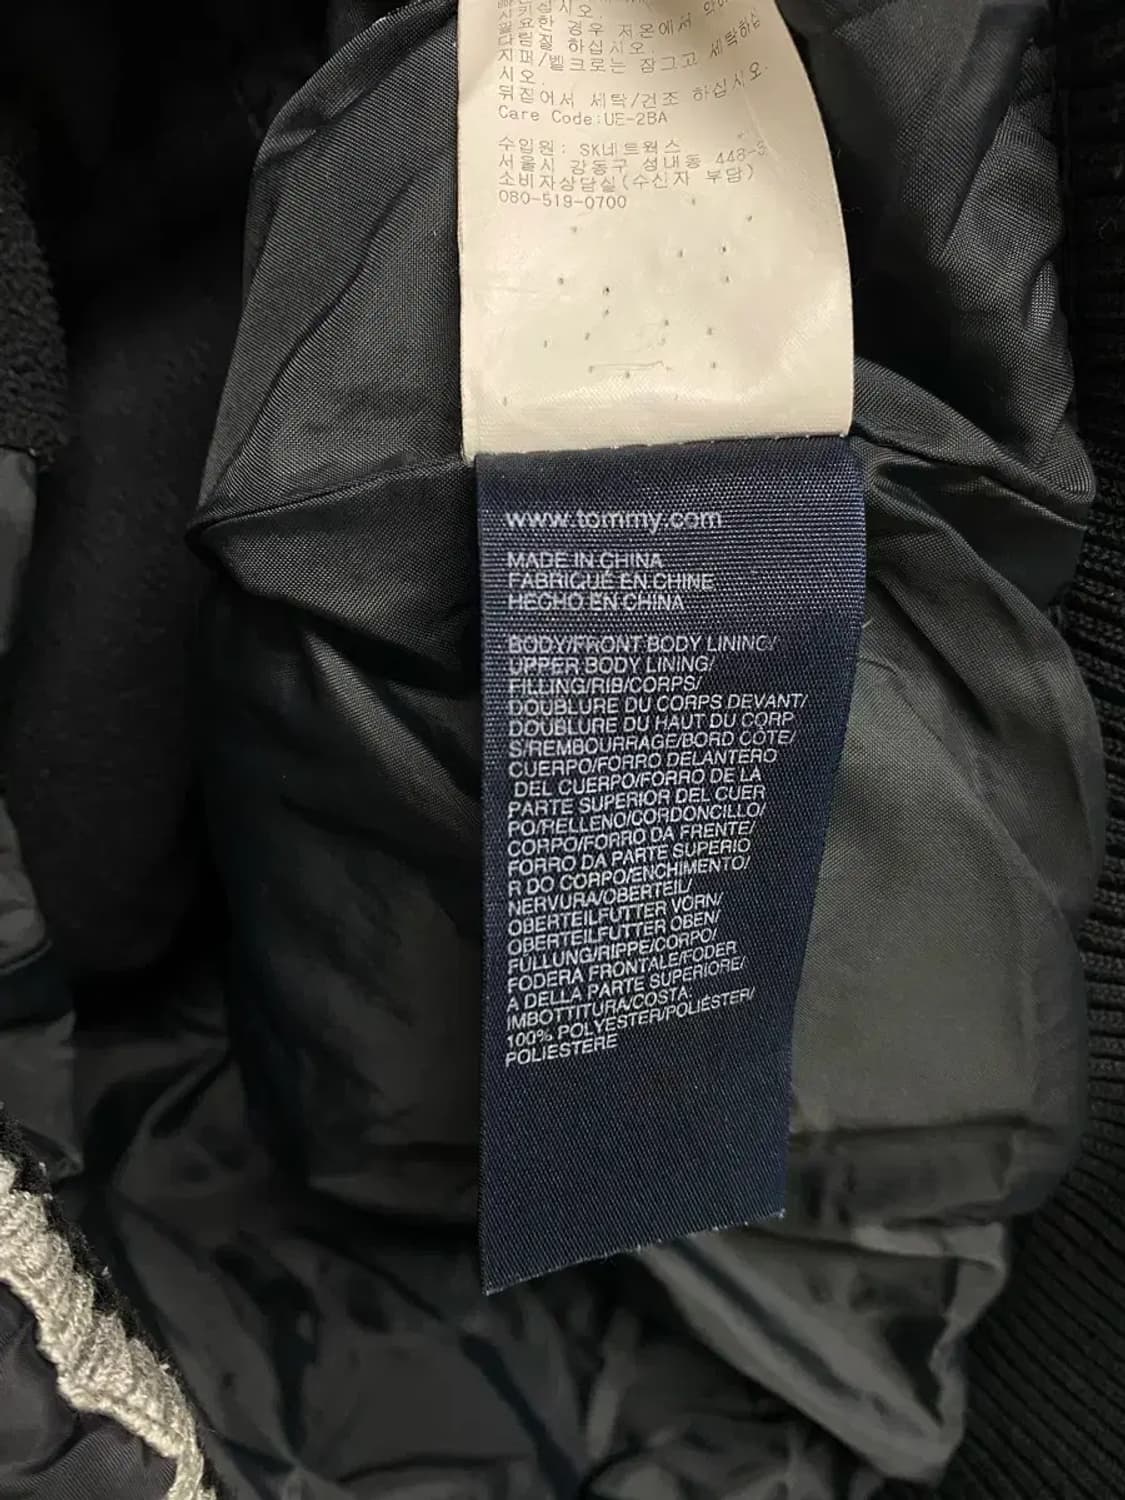 시키십시오.
필요한 경우 저온에서
다림질 하십시오.
지퍼/벨크로는 잠그고 세탁하십
시오.
뒤집어서 세탁/건조 하십시오.
Care Code:UE-2BA
수입원: SK네트웍스
서울시 강동구 성내동 448-3
소비자상담실(수신자 부담)
080-519-0700
www.tommy.com
MADE IN CHINA
FABRIQUÉ EN CHINE
HECHO EN CHINA
BODY/FRONT BODY LINING/
UPPER BODY LINING/
FILLING/RIB/CORPS/
DOUBLURE DU CORPS DEVANT/
DOUBLURE DU HAUT DU CORP
S/REMBOURRAGE/BORD CÔTE/
CUERPO/FORRO DELANTERO
DEL CUERPO/FORRO DE LA
PARTE SUPERIOR DEL CUER
PO/RELLENO/CORDONCILLO/
CORPO/FORRO DA FRENTE/
FORRO DA PARTE SUPERIO
R DO CORPO/ENCHIMENTO/
NERVURA/OBERTEIL/
OBERTEILFUTTER VORN/
OBERTEILFUTTER OBEN/
FÜLLUNG/RIPPE/CORPO/
FODERA FRONTALE/FODER
A DELLA PARTE SUPERIORE/
IMBOTTITURA/COSTA:
100% POLYESTER/POLIÉSTER/
POLIESTERE